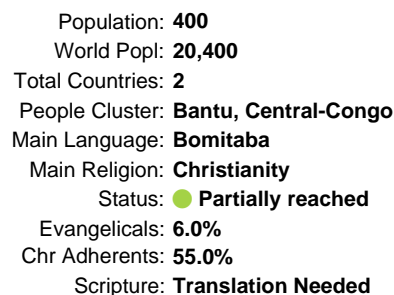 Population: 400
World Popl: 20,400
Total Countries: 2
People Cluster: Bantu, Central-Congo
Main Language: Bomitaba
Main Religion: Christianity
Status: Partially reached
Evangelicals: 6.0%
Chr Adherents: 55.0%
Scripture: Translation Needed